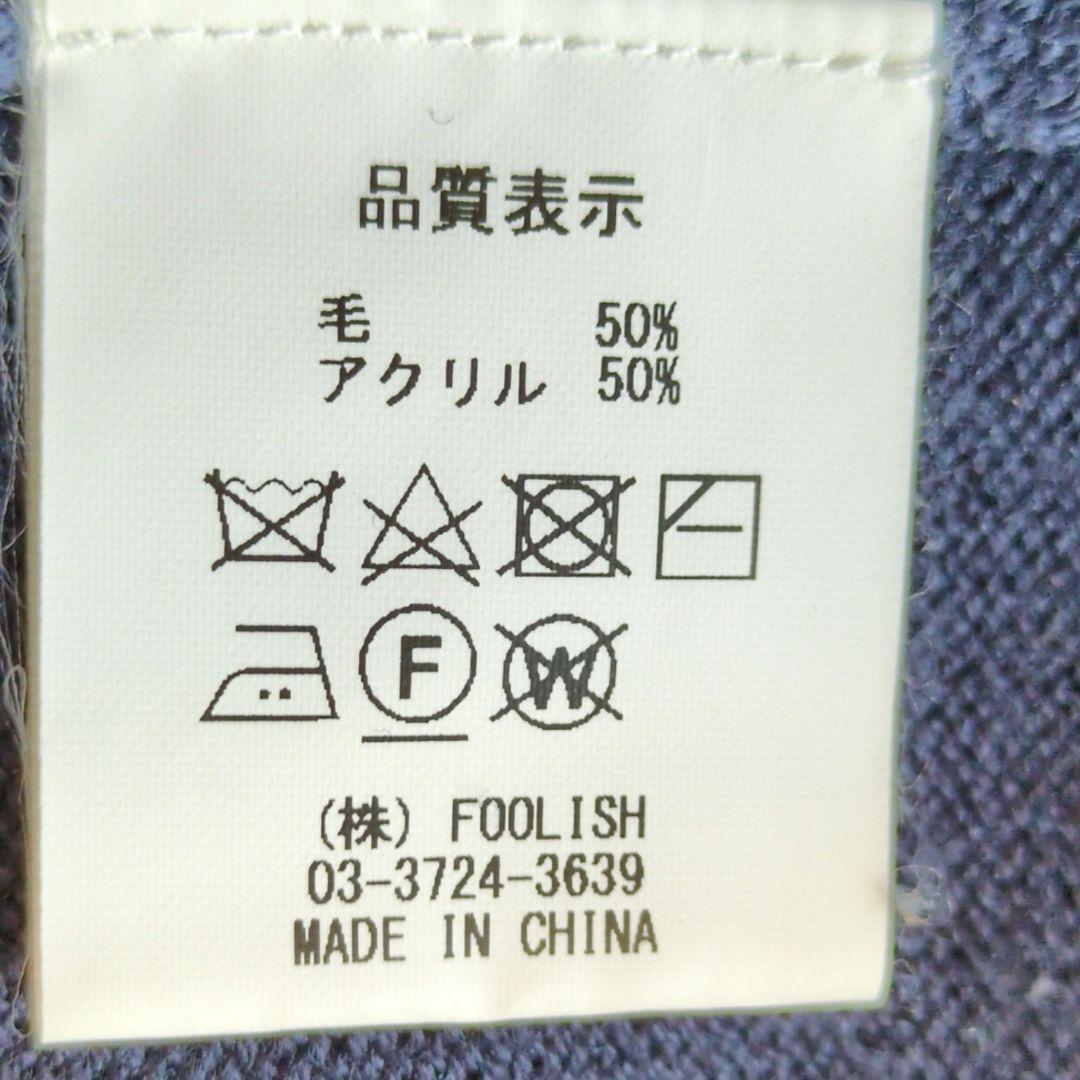 品質表示
毛 50%
アクリル 50%
F W
(株) FOOLISH
03-3724-3639
MADE IN CHINA